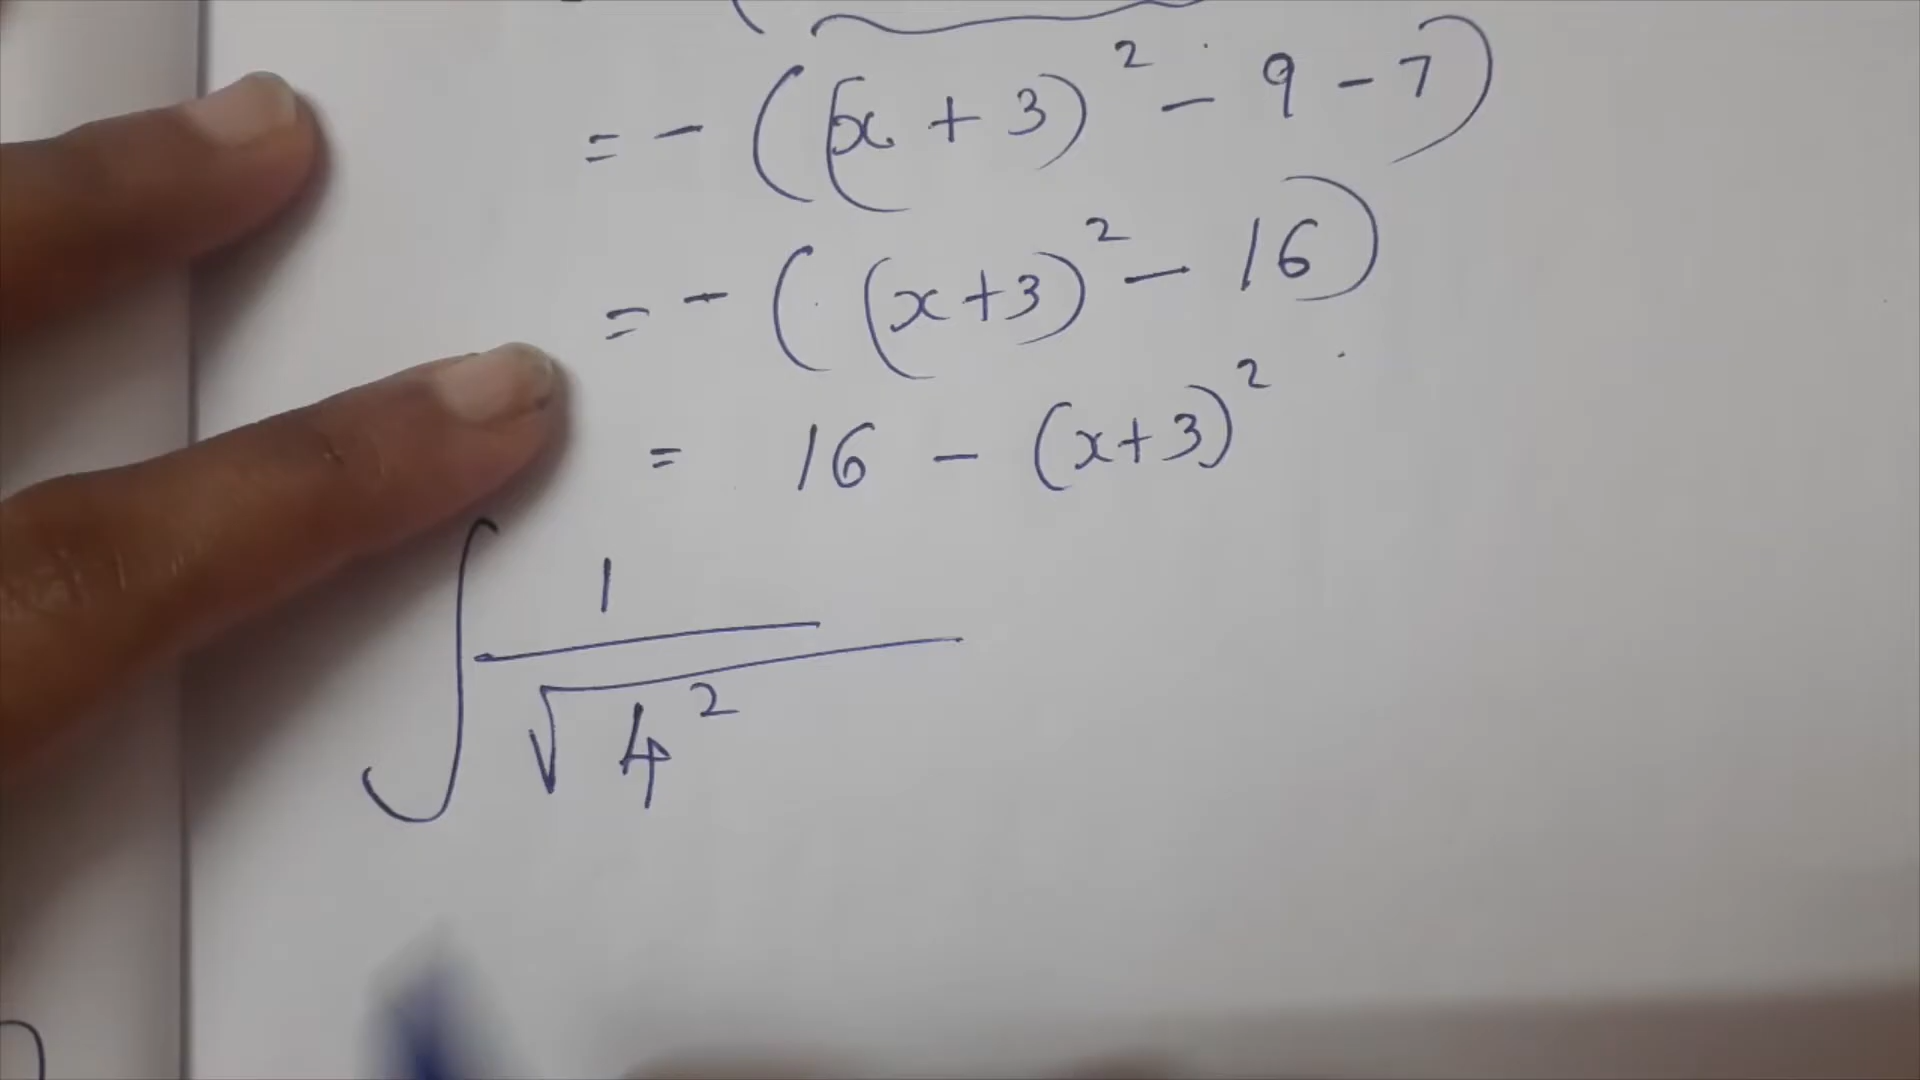 = - ((x + 3)² - 9 - 7)
= - ((x+3)² - 16)
= 16 - (x+3)²
∫ 1 / √4²